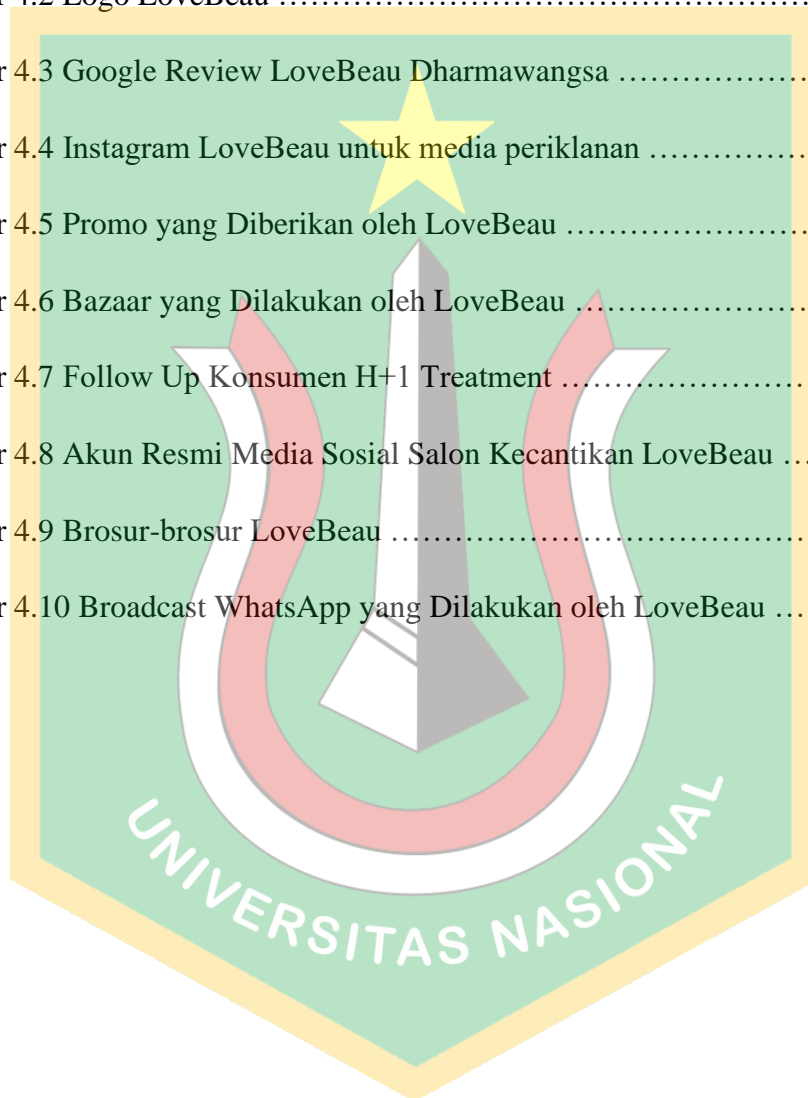 r 4.2 Logo LoveBeau ……………………………………………
r 4.3 Google Review LoveBeau Dharmawangsa ………………
r 4.4 Instagram LoveBeau untuk media periklanan ……………
r 4.5 Promo yang Diberikan oleh LoveBeau ……………………
r 4.6 Bazaar yang Dilakukan oleh LoveBeau ……………………
r 4.7 Follow Up Konsumen H+1 Treatment ……………………
r 4.8 Akun Resmi Media Sosial Salon Kecantikan LoveBeau …
r 4.9 Brosur-brosur LoveBeau ……………………………………
r 4.10 Broadcast WhatsApp yang Dilakukan oleh LoveBeau …
UNIVERSITAS NASIONAL